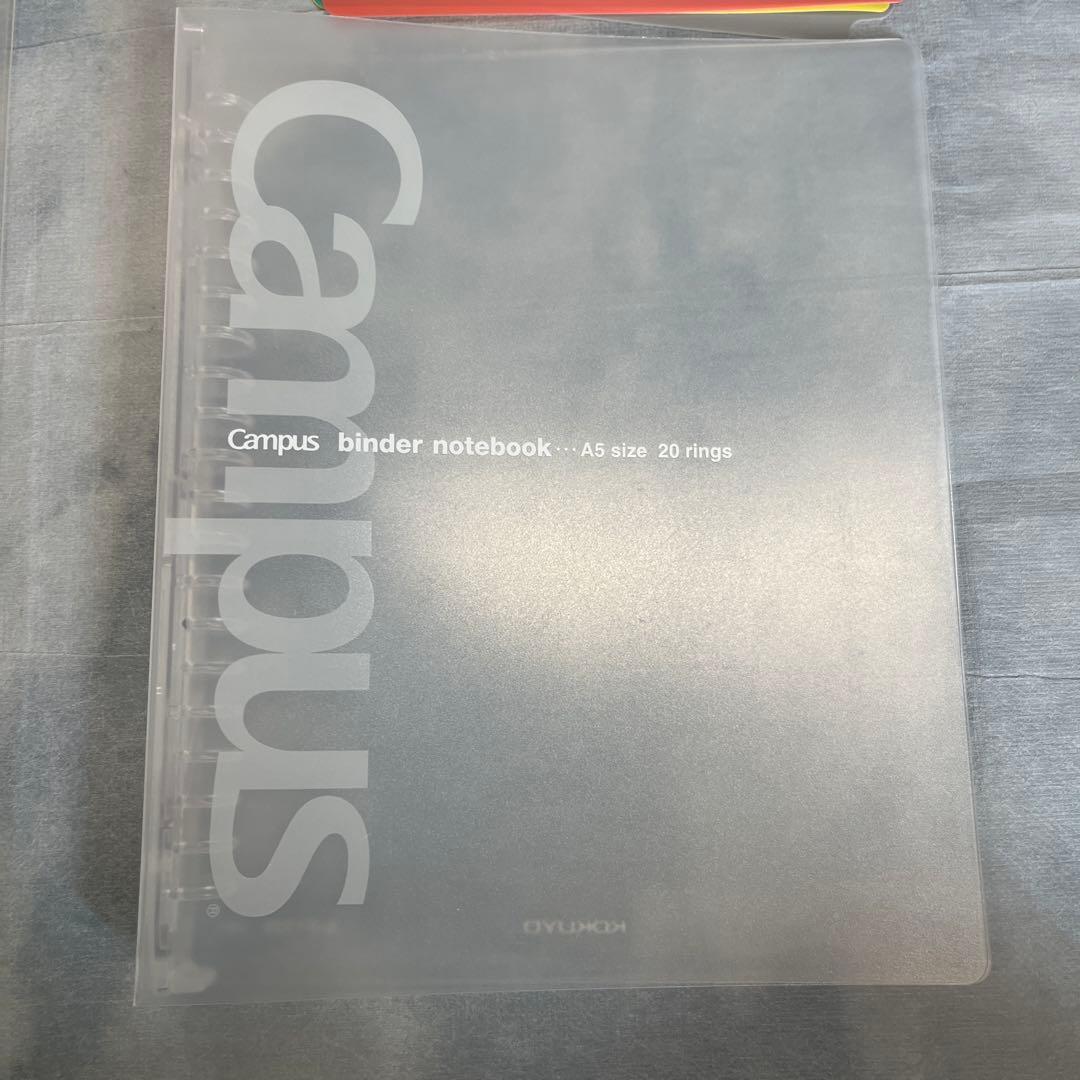 Campus
Campus binder notebook･･･A5 size 20 rings
®
KOKUYO